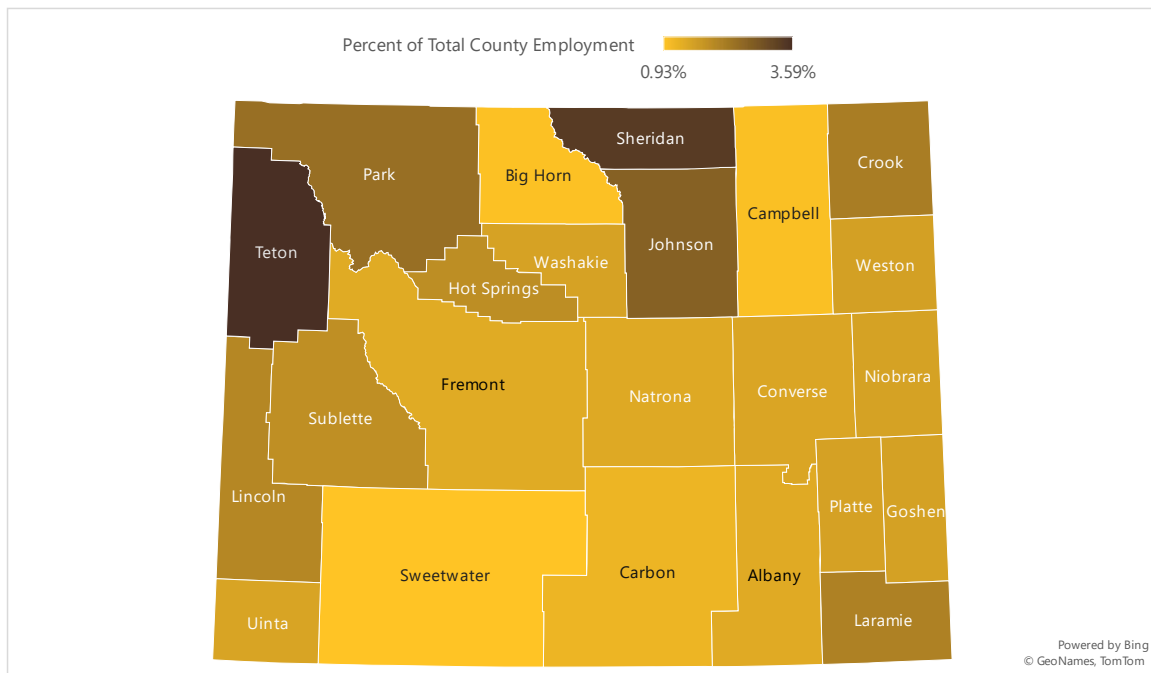 Percent of Total County Employment
0.93% 3.59%
Sheridan
Crook
Park
Big Horn
Campbell
Johnson
Teton
Washakie
Weston
Hot Springs
Niobrara
Fremont
Converse
Natrona
Sublette
Lincoln
Platte
Goshen
Carbon
Sweetwater
Albany
Laramie
Uinta
Powered by Bing
© GeoNames, TomTom